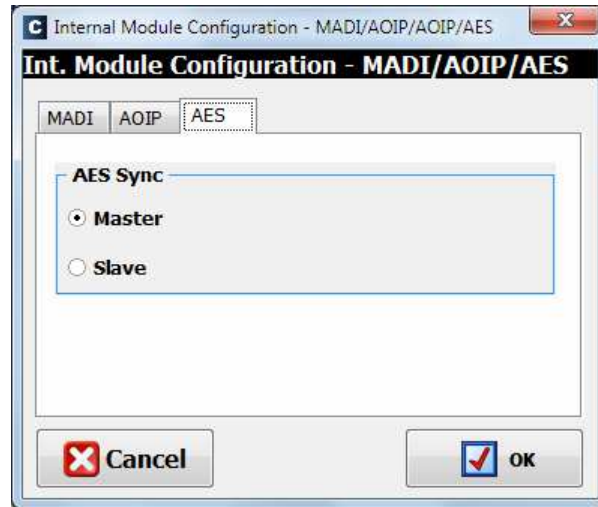 C Internal Module Configuration - MADI/AOIP/AOIP/AES
Int. Module Configuration - MADI/AOIP/AES
MADI AOIP AES
AES Sync
Master
Slave
Cancel OK